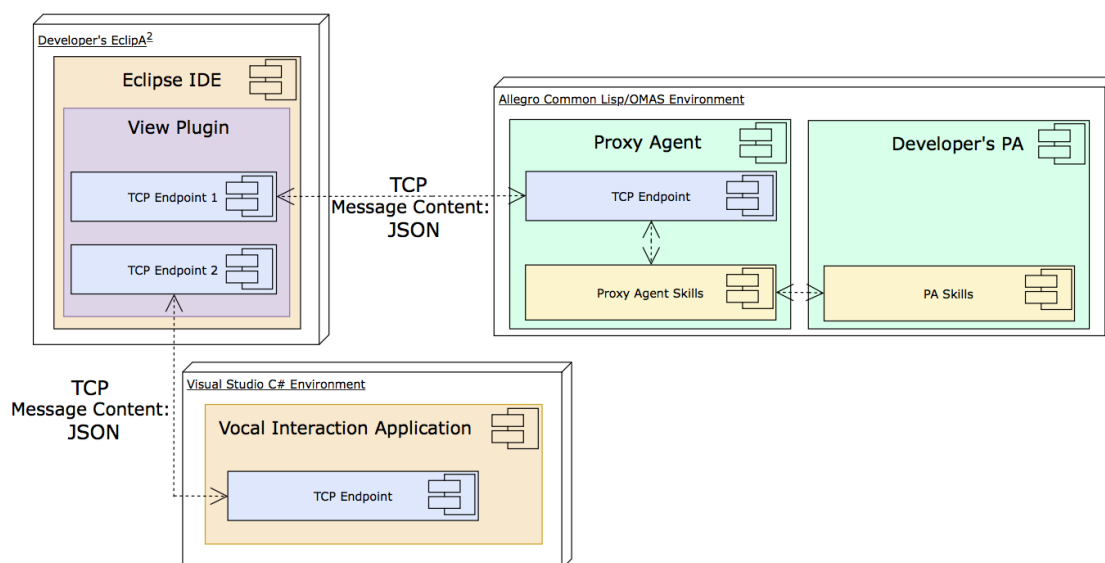 Developer's EclipA2
Eclipse IDE
View Plugin
TCP Endpoint 1
TCP Endpoint 2
TCP
Message Content:
JSON
Allegro Common Lisp/OMAS Environment
Proxy Agent
TCP Endpoint
Proxy Agent Skills
Developer's PA
PA Skills
TCP
Message Content:
JSON
Visual Studio C# Environment
Vocal Interaction Application
TCP Endpoint